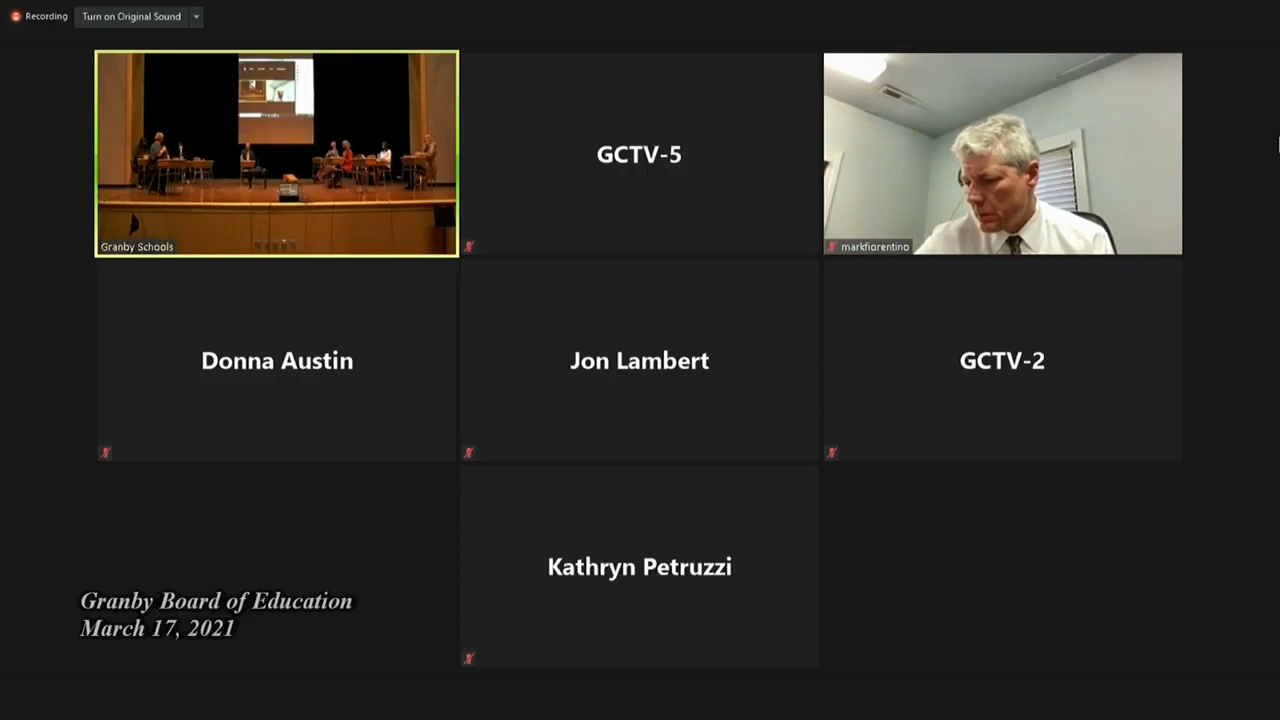 Recording
Turn on Original Sound
Granby Schools
GCTV-5
markfiorentino
Donna Austin
Jon Lambert
GCTV-2
Kathryn Petruzzi
Granby Board of Education
March 17, 2021